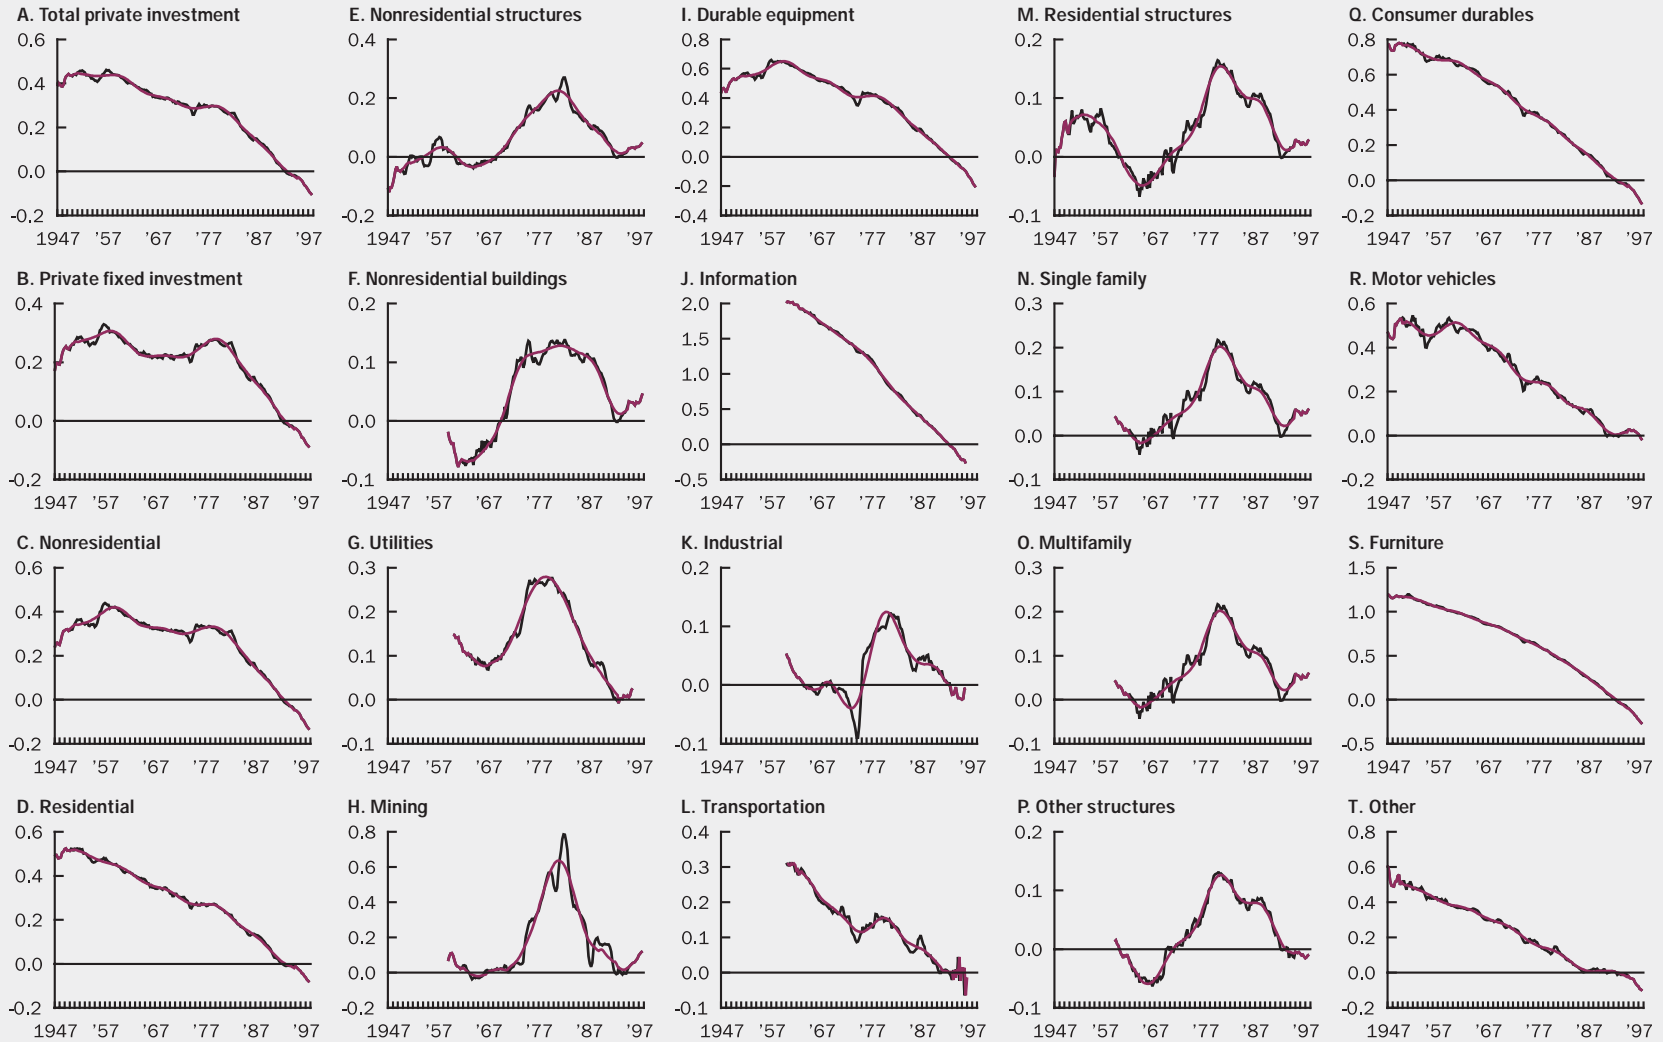 A. Total private investment
0.6
0.4
0.2
0.0
-0.2
1947 '57 '67 '77 '87 '97
B. Private fixed investment
0.4
0.2
0.0
-0.2
1947 '57 '67 '77 '87 '97
C. Nonresidential
0.6
0.4
0.2
0.0
-0.2
1947 '57 '67 '77 '87 '97
D. Residential
0.6
0.4
0.2
0.0
-0.2
1947 '57 '67 '77 '87 '97
E. Nonresidential structures
0.4
0.2
0.0
-0.2
1947 '57 '67 '77 '87 '97
F. Nonresidential buildings
0.2
0.1
0.0
-0.1
1947 '57 '67 '77 '87 '97
G. Utilities
0.3
0.2
0.1
0.0
-0.1
1947 '57 '67 '77 '87 '97
H. Mining
0.8
0.6
0.4
0.2
0.0
-0.2
1947 '57 '67 '77 '87 '97
I. Durable equipment
0.8
0.6
0.4
0.2
0.0
-0.2
-0.4
1947 '57 '67 '77 '87 '97
J. Information
2.0
1.5
1.0
0.5
0.0
-0.5
1947 '57 '67 '77 '87 '97
K. Industrial
0.2
0.1
0.0
-0.1
1947 '57 '67 '77 '87 '97
L. Transportation
0.4
0.3
0.2
0.1
0.0
-0.1
1947 '57 '67 '77 '87 '97
M. Residential structures
0.2
0.1
0.0
-0.1
1947 '57 '67 '77 '87 '97
N. Single family
0.3
0.2
0.1
0.0
-0.1
1947 '57 '67 '77 '87 '97
O. Multifamily
0.3
0.2
0.1
0.0
-0.1
1947 '57 '67 '77 '87 '97
P. Other structures
0.2
0.1
0.0
-0.1
1947 '57 '67 '77 '87 '97
Q. Consumer durables
0.8
0.6
0.4
0.2
0.0
-0.2
1947 '57 '67 '77 '87 '97
R. Motor vehicles
0.6
0.4
0.2
0.0
-0.2
1947 '57 '67 '77 '87 '97
S. Furniture
1.5
1.0
0.5
0.0
-0.5
1947 '57 '67 '77 '87 '97
T. Other
0.8
0.6
0.4
0.2
0.0
-0.2
1947 '57 '67 '77 '87 '97